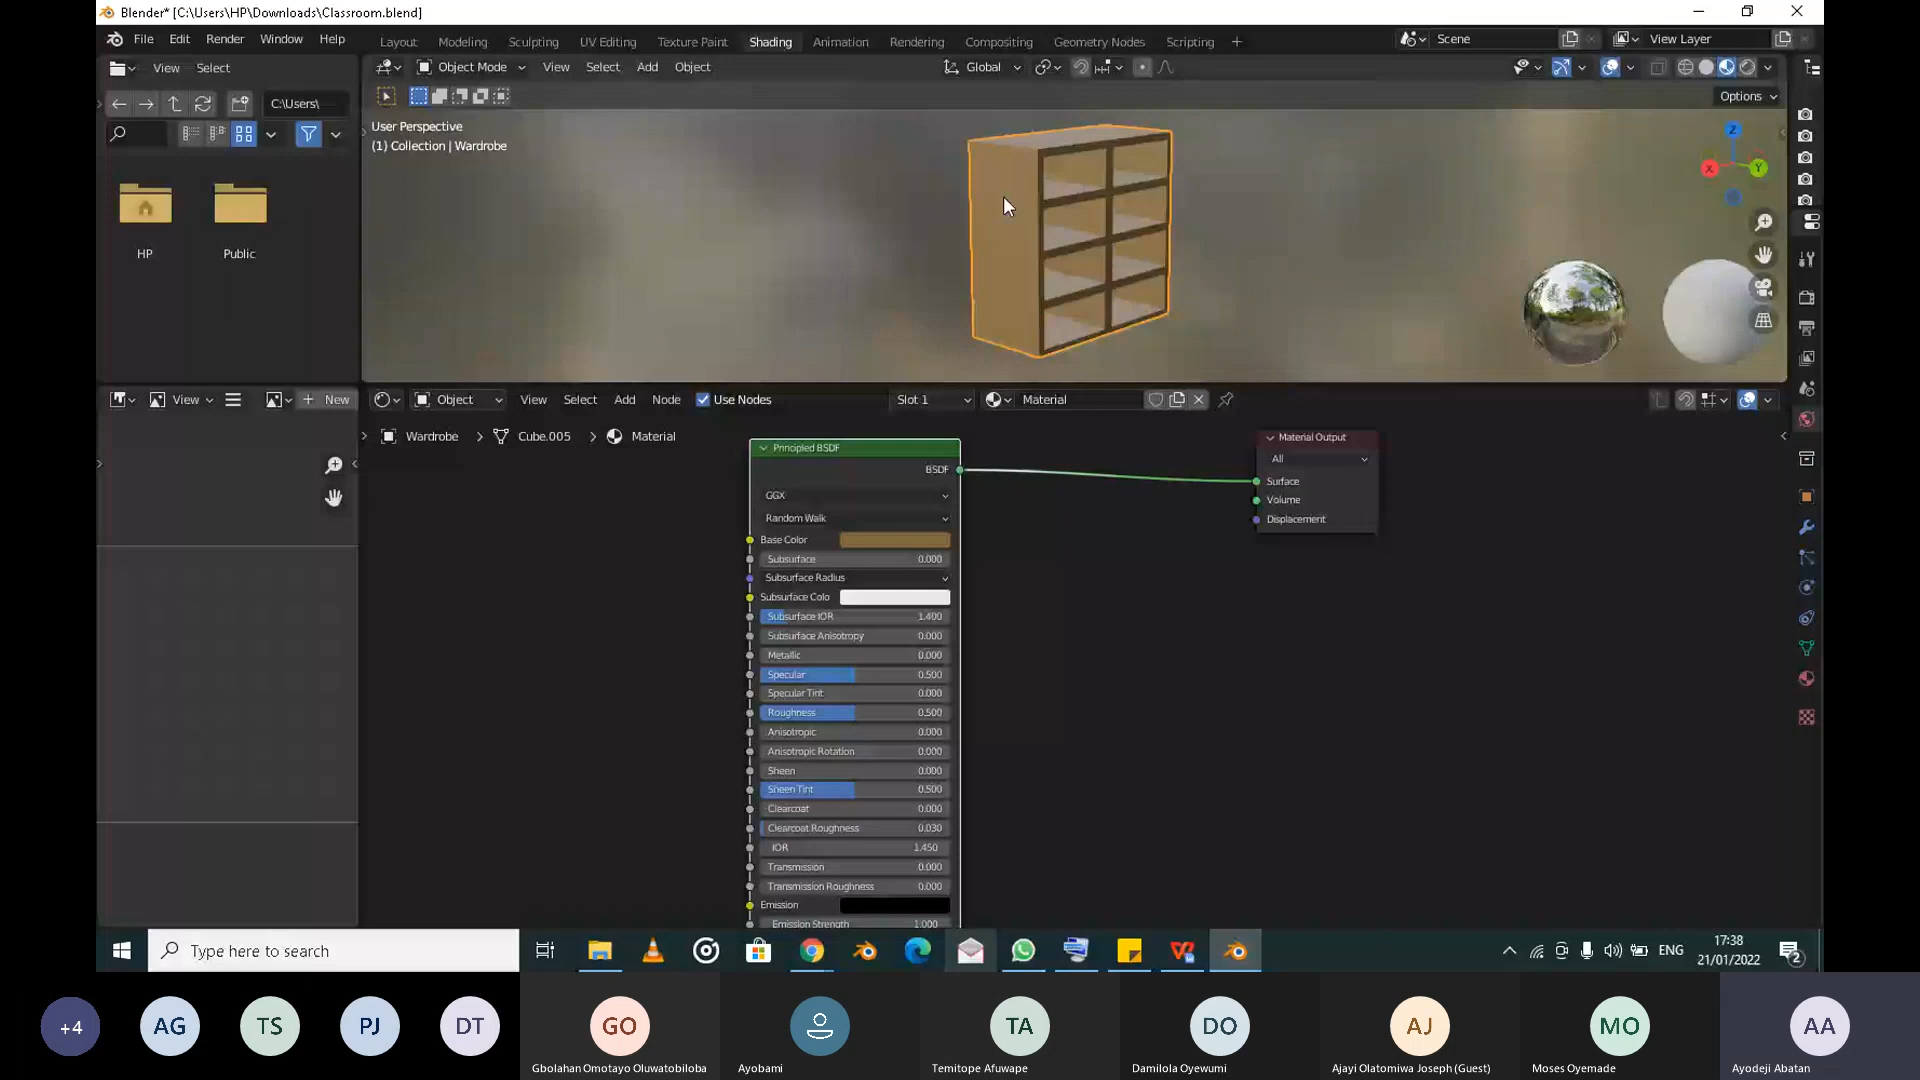 Blender* [C:\Users\HP\Downloads\Classroom.blend]
File Edit Render Window Help
Layout Modeling Sculpting UV Editing Texture Paint Shading Animation Rendering Compositing Geometry Nodes Scripting
Scene
View Layer
View Select
Object Mode View Select Add Object
Global
C:\Users\
Options
User Perspective
(1) Collection | Wardrobe
Z
X
Y
HP
Public
View
New
Object View Select Add Node Use Nodes
Slot 1
Material
Wardrobe > Cube.005 > Material
Principled BSDF
BSDF
GGX
Random Walk
Base Color
Subsurface 0.000
Subsurface Radius
Subsurface Colo
Subsurface IOR 1.400
Subsurface Anisotropy 0.000
Metallic 0.000
Specular 0.500
Specular Tint 0.000
Roughness 0.500
Anisotropic 0.000
Anisotropic Rotation 0.000
Sheen 0.000
Sheen Tint 0.500
Clearcoat 0.000
Clearcoat Roughness 0.030
IOR 1.450
Transmission 0.000
Transmission Roughness 0.000
Emission
Emission Strength 1.000
Material Output
All
Surface
Volume
Displacement
Type here to search
ENG
17:38
21/01/2022
2
+4
AG
TS
PJ
DT
GO
Gbolahan Omotayo Oluwatobiloba
Ayobami
TA
Temitope Afuwape
DO
Damilola Oyewumi
AJ
Ajayi Olatomiwa Joseph (Guest)
MO
Moses Oyemade
AA
Ayodeji Abatan